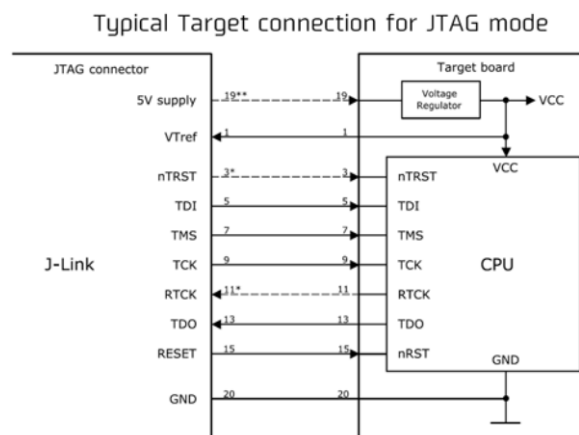 Typical Target connection for JTAG mode
JTAG connector
Target board
5V supply 19** 19 Voltage Regulator VCC
VTref 1 1
VCC
nTRST 3* 3 nTRST
TDI 5 5 TDI
TMS 7 7 TMS
J-Link
CPU
TCK 9 9 TCK
RTCK 11* 11 RTCK
TDO 13 13 TDO
RESET 15 15 nRST
GND
GND 20 20